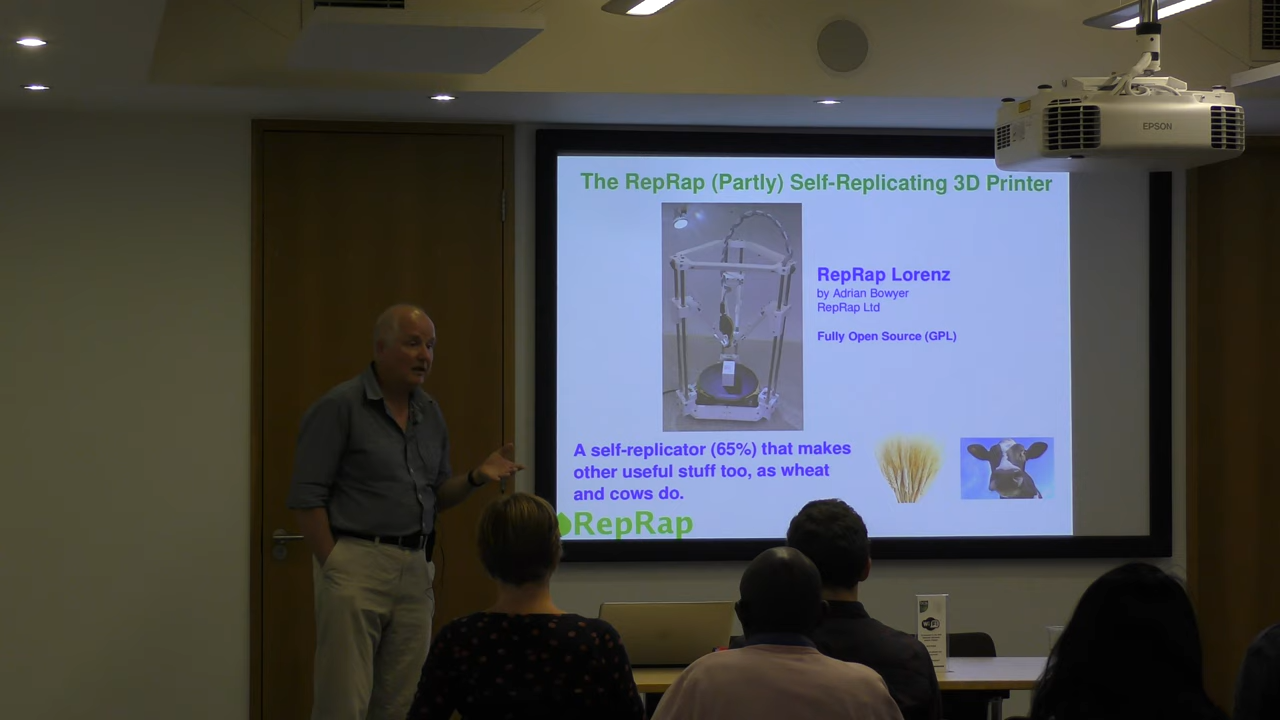 EPSON
The RepRap (Partly) Self-Replicating 3D Printer
RepRap Lorenz
by Adrian Bowyer
RepRap Ltd
Fully Open Source (GPL)
A self-replicator (65%) that makes
other useful stuff too, as wheat
and cows do.
RepRap
WiFi